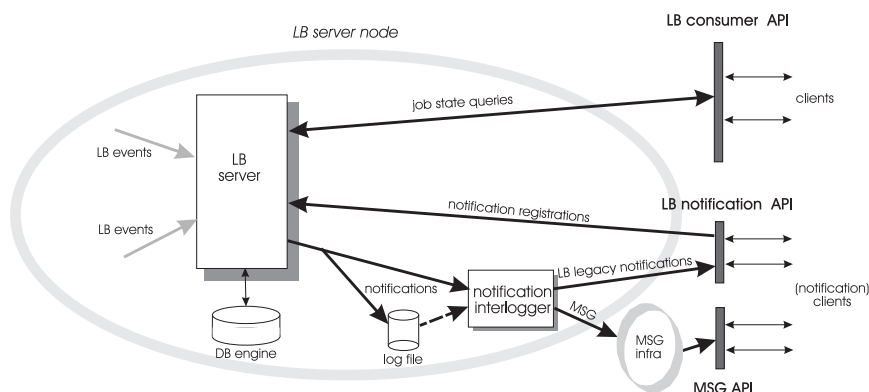 LB consumer API
LB server node
job state queries
clients
LB events
LB
server
notification registrations
LB notification API
LB events
LB legacy notifications
notifications
notification
interlogger
(notification)
clients
MSG
MSG
infra
DB engine
log file
MSG API